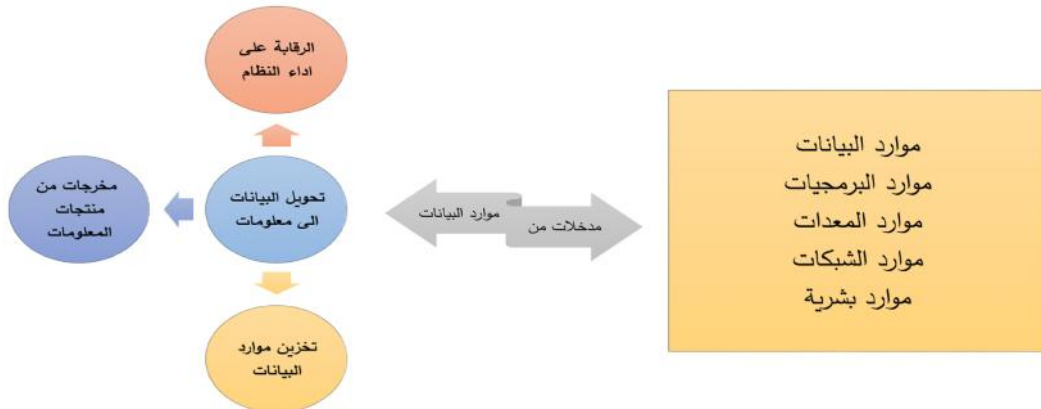 موارد البيانات
موارد البرمجيات
موارد المعدات
موارد الشبكات
موارد بشرية
مدخلات من
موارد البيانات
الرقابة على
اداء النظام
تحويل البيانات
الى معلومات
مخرجات من
منتجات
المعلومات
تخزين موارد
البيانات